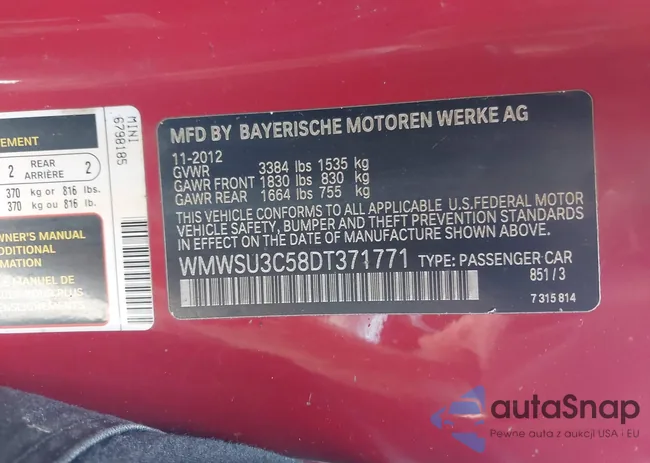 EMENT
2 REAR ARRIÈRE 2
370 kg or 816 lbs.
370 kg ou 816 lb.
WNER'S MANUAL
DDITIONAL
RMATION
MANUEL DE
MINI
6798185
MFD BY BAYERISCHE MOTOREN WERKE AG
11-2012
GVWR 3384 lbs 1535 kg
GAWR FRONT 1830 lbs 830 kg
GAWR REAR 1664 lbs 755 kg
THIS VEHICLE CONFORMS TO ALL APPLICABLE U.S.FEDERAL MOTOR
VEHICLE SAFETY, BUMPER AND THEFT PREVENTION STANDARDS
IN EFFECT ON THE DATE OF MANUFACTURE SHOWN ABOVE.
WMWSU3C58DT371771 TYPE: PASSENGER CAR
851/3
7 315 814
autoSnap
Pewne auta z aukcji USA i EU